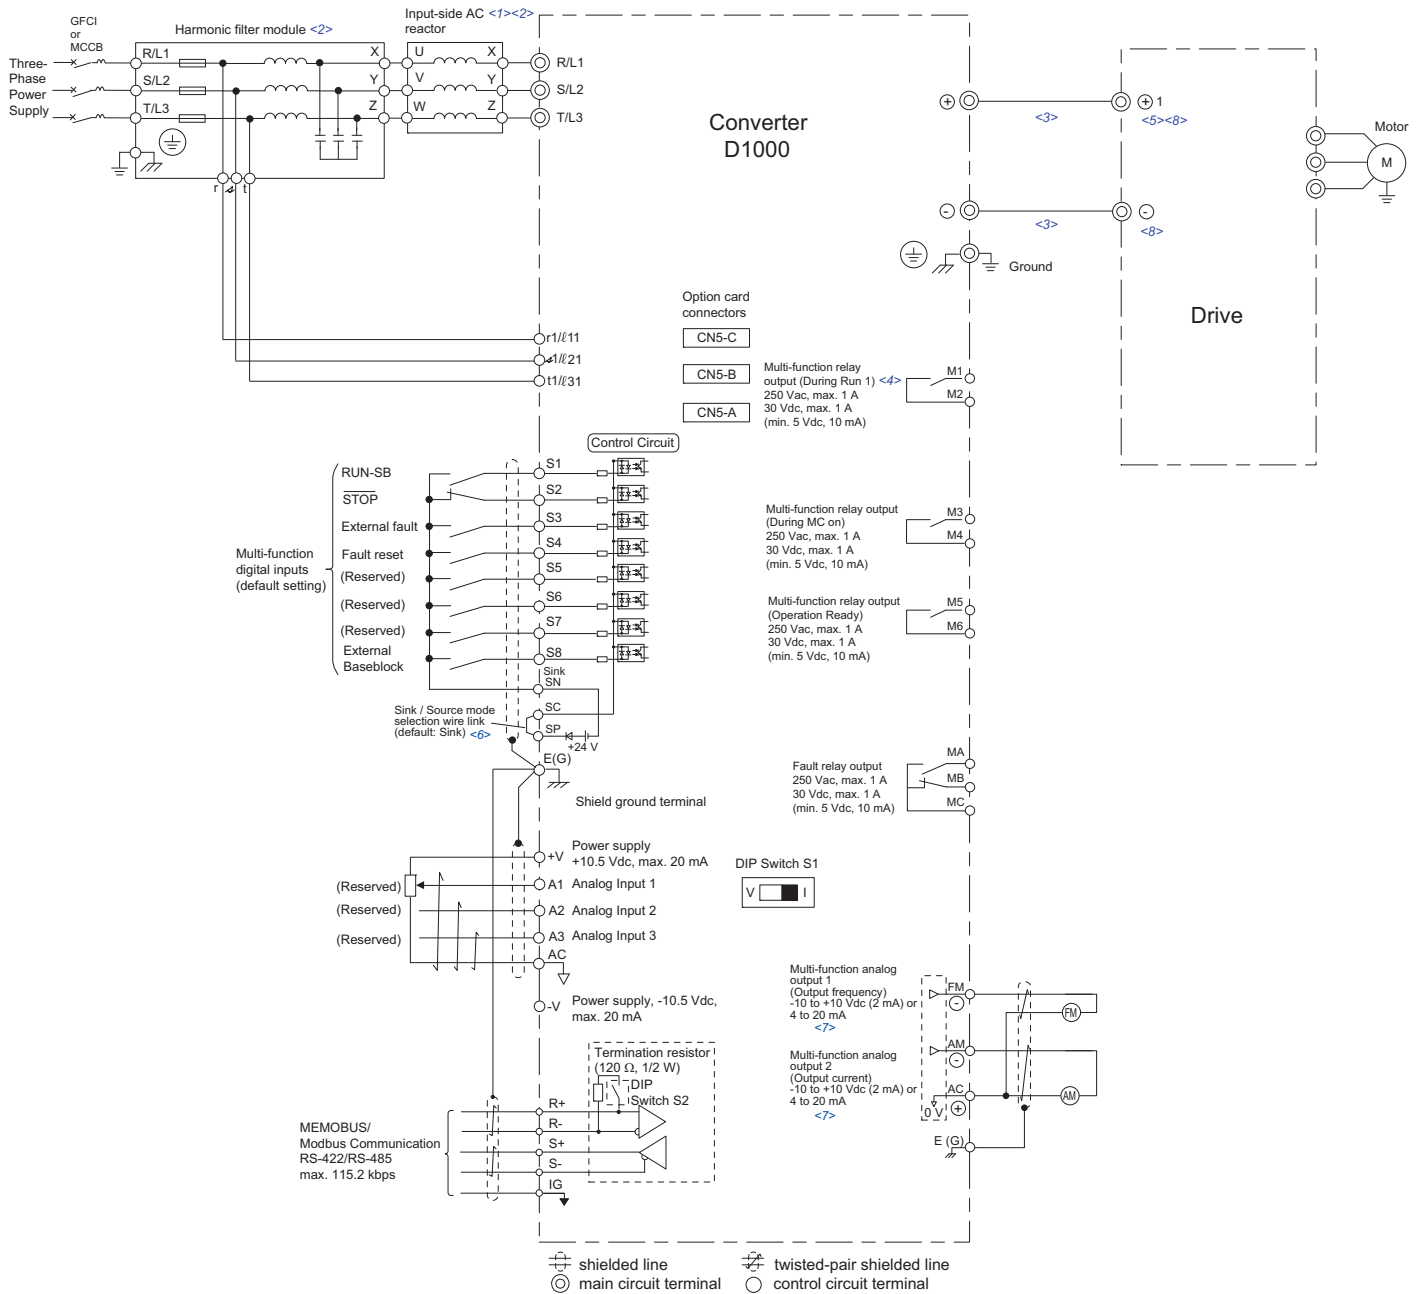 GFCI
or
MCCB
Three-
Phase
Power
Supply
Harmonic filter module <2>
R/L1
S/L2
T/L3
X
Y
Z
r
t
Input-side AC <1><2>
reactor
U
V
W
X
Y
Z
R/L1
S/L2
T/L3
Converter
D1000
+
-
<3>
<3>
+ 1
<5><8>
-
<8>
Drive
Motor
M
Ground
r1/ℓ11
1/ℓ21
t1/ℓ31
Option card
connectors
CN5-C
CN5-B
CN5-A
Multi-function relay
output (During Run 1) <4>
250 Vac, max. 1 A
30 Vdc, max. 1 A
(min. 5 Vdc, 10 mA)
M1
M2
Control Circuit
Multi-function
digital inputs
(default setting)
RUN-SB
STOP
External fault
Fault reset
(Reserved)
(Reserved)
(Reserved)
External
Baseblock
S1
S2
S3
S4
S5
S6
S7
S8
Sink
SN
SC
SP
+24 V
Sink / Source mode
selection wire link
(default: Sink) <6>
E(G)
Shield ground terminal
Multi-function relay output
(During MC on)
250 Vac, max. 1 A
30 Vdc, max. 1 A
(min. 5 Vdc, 10 mA)
M3
M4
Multi-function relay output
(Operation Ready)
250 Vac, max. 1 A
30 Vdc, max. 1 A
(min. 5 Vdc, 10 mA)
M5
M6
Fault relay output
250 Vac, max. 1 A
30 Vdc, max. 1 A
(min. 5 Vdc, 10 mA)
MA
MB
MC
+V
Power supply
+10.5 Vdc, max. 20 mA
(Reserved)
A1 Analog Input 1
(Reserved)
A2 Analog Input 2
(Reserved)
A3 Analog Input 3
AC
-V
Power supply, -10.5 Vdc,
max. 20 mA
DIP Switch S1
V I
Multi-function analog
output 1
(Output frequency)
-10 to +10 Vdc (2 mA) or
4 to 20 mA
<7>
Multi-function analog
output 2
(Output current)
-10 to +10 Vdc (2 mA) or
4 to 20 mA
<7>
FM
-
AM
-
AC
+
0 V
E (G)
FM
AM
Termination resistor
(120 Ω, 1/2 W)
DIP
Switch S2
MEMOBUS/
Modbus Communication
RS-422/RS-485
max. 115.2 kbps
R+
R-
S+
S-
IG
shielded line
twisted-pair shielded line
main circuit terminal
control circuit terminal